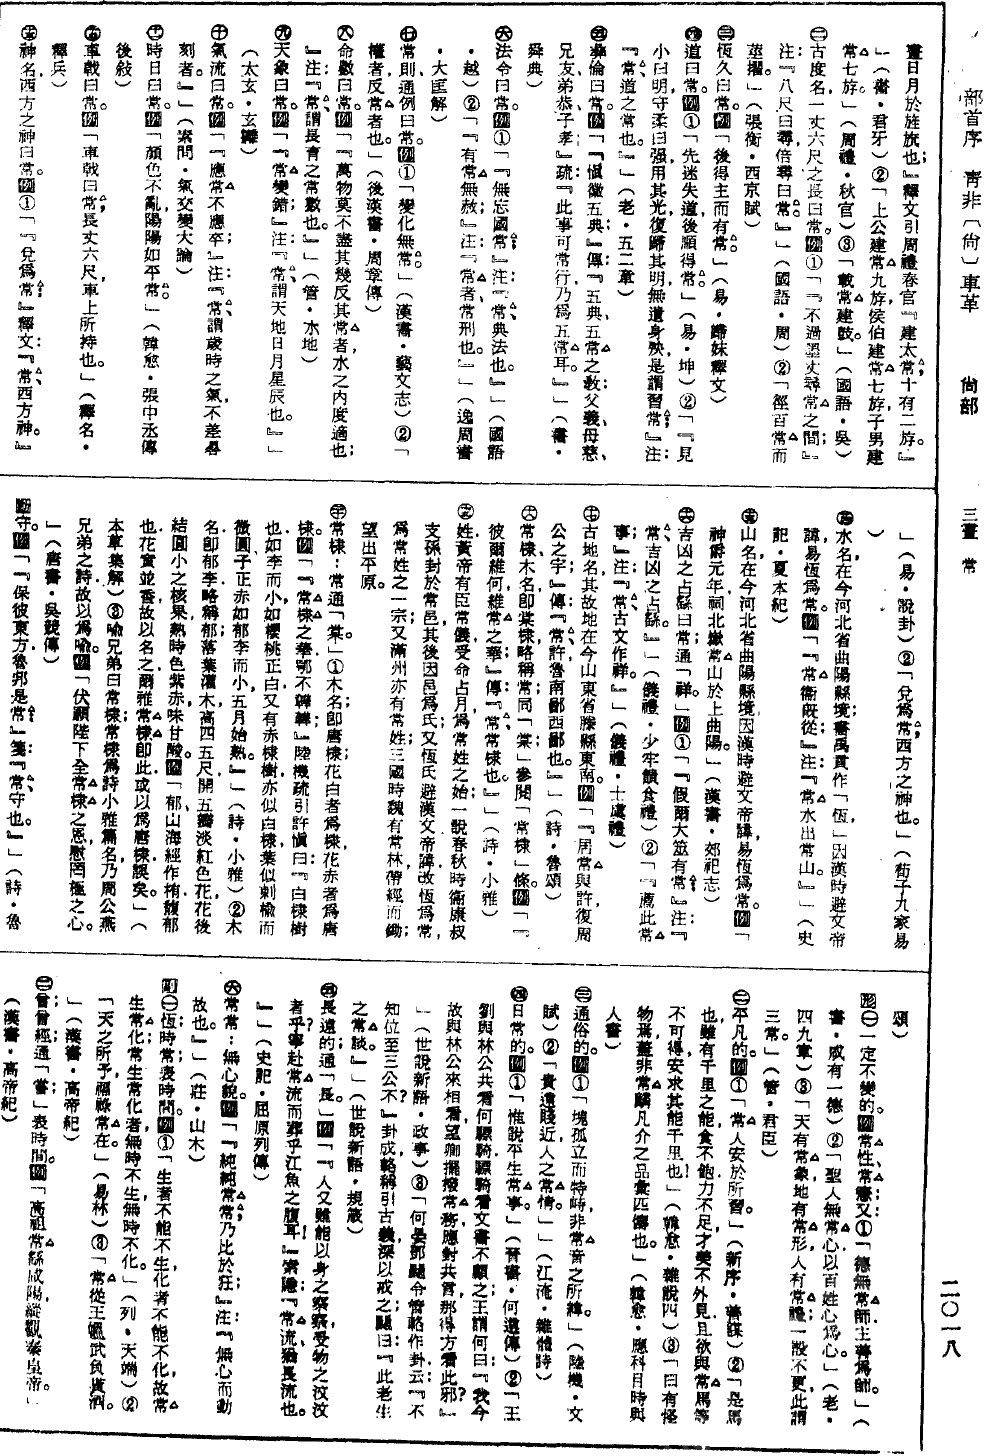 部首序 青非〔尙〕車革 尙部 三畫 常 二〇一八
畫日月於旌旗也』釋文引周禮春官『建太常十有二斿。』
」（書・君牙）②「上公建常九斿侯伯建常七斿子男建
常七斿。」（周禮・秋官）③「載常建鼓。」（國語・吳）
㊁古度名一丈六尺之長曰常。例①「『不過墨丈尋常之間』
注：『八尺曰尋倍尋曰常。』」（國語・周）②「徑百常而
莖擢。」（張衡・西京賦）
㊂恆久曰常。例「後得主而有常。」（易・歸妹釋文）
㊃道曰常。例①「先迷失道後順得常。」（易・坤）②「『見
小曰明守柔曰强用其光復歸其明無遺身殃是謂習常』注：
『常道之常也。』」（老・五二章）
㊄彝倫曰常。例「『愼徽五典』傳『五典五常之敎父義母慈、
兄友弟恭子孝』疏『此事可常行乃爲五常耳。』」（書・
舜典）
㊅法令曰常。例①「『無忘國常』注：『常典法也。』」（國語
・越）②「『有常無赦』注：『常者常刑也。』」（逸周書
・大匡解）
㊆常則通例曰常。例①「變化無常」（漢書・藝文志）②「
權者反常者也。」（後漢書・周章傳）
㊇命數曰常。例「『萬物莫不盡其幾反其常者水之內度適也
』注『常謂長育之常數也。』」（管・水地）
㊈天象曰常。例「『常變錯』注：『常謂天地日月星辰也。』」
（太玄・玄攡）
㊉氣流曰常。例「『應常不應卒』注：『常謂歲時之氣不差晷
刻者。』」（素問・氣交變大論）
時日曰常。例「顏色不亂陽陽如平常。」（韓愈・張中丞傳
後敍）
車戟曰常。例「車戟曰常長丈六尺車上所持也。」（釋名・
釋兵）
神名西方之神曰常。例①「『兌爲常』釋文『常西方神。』
」（易・說卦）②「兌爲常西方之神也。」（荀子九家易
）
水名在今河北省曲陽縣境書禹貢作「恆」因漢時避文帝
諱易恆爲常。例「『常衞旣從』注『常水出常山。』」（史
記・夏本紀）
山名在今河北省曲陽縣境因漢時避文帝諱易恆爲常。例「
神爵元年祠北嶽常山於上曲陽。」（漢書・郊祀志）
吉凶之占繇曰常通「祥」例①「『假爾大筮有常』注：『
常吉凶之占繇。』」（儀禮・少牢饋食禮）②「『薦此常
事』注『常古文作祥。』」（儀禮・士虞禮）
古地名其故地在今山東省滕縣東南。例「『居常與許復周
公之宇』傳『常許魯南鄙西鄙也。』」（詩・魯頌）
常棣木名卽棠棣略稱常同「棠」參閱「常棣」條。例「『
彼爾維何維常之華』傳『常常棣也。』」（詩・小雅）
姓黃帝有臣常儀受命占月爲常姓之始一說春秋時衞康叔
支孫封於常邑其後因邑爲氏又恆氏避漢文帝諱改恆爲常
爲常姓之一宗又滿州亦有常姓三國時魏有常林帶經而鋤
望出平原。
常棣：常通「棠」①木名卽唐棣花白者爲棣花赤者爲唐
棣。例「『常棣之華鄂不韡韡』陸機疏引許愼曰『白棣樹
也如李而小如櫻桃正白又有赤棣樹亦似白棣葉似刺榆而
微圓子正赤如郁李而小五月始熟。』」（詩・小雅）②木
名卽郁李略稱郁落葉灌木高四五尺開五瓣淡紅色花花後
結圓小之核果熟時色紫赤味甘酸。例「郁山海經作栯馥郁
也花實並香故以名之爾雅常棣卽此或以爲唐棣誤矣」（
本草集解）③喩兄弟曰常棣常棣爲詩小雅篇名乃周公燕
兄弟之詩故以爲喩。例「伏願陛下全常棣之恩慰罔極之心。
」（唐書・吳兢傳）
動守。例「『保彼東方魯邦是常』箋『常守也。』」（詩・魯
頌）
形㊀一定不變的。例常性、常憲又①「德無常師主善爲師。」（
書・咸有一德）②「聖人無常心以百姓心爲心」（老・
四九章）③「天有常象地有常形人有常禮一設不更此謂
三常。」（管・君臣）
㊁平凡的。例①「常人安於所習。」（新序・善謀）②「是馬
也雖有千里之能食不飽力不足才美不外見且欲與常馬等
不可得安求其能千里也」（韓愈・雜說四）③「曰有怪
物焉蓋非常鱗凡介之品彙匹儔也。」（韓愈・應科目時與
人書）
㊂通俗的。例①「塊孤立而特峙非常音之所緯。」（陸機・文
賦）②「貴遠賤近人之常情。」（江淹・雜體詩）
㊃日常的。例①「惟說平生常事。」（晉書・何遵傳）②「王
劉與林公共看何驃騎驃騎看文書不顧之王謂何曰『我今
故與林公來相看望卿擺撥常務應對共言那得方看此邪』
」（世說新語・政事）③「何晏鄧颺令管輅作卦云『不
知位至三公不』卦成輅稱引古義深以戒之颺曰『此老生
之常談』」（世說新語・規箴）
㊄長遠的通「長。」例「『人又誰能以身之察察受物之汶汶
者乎寧赴常流而葬乎江魚之腹耳』索隱『常流猶長流也。
』」（史記・屈原列傳）
㊅常常：無心貌。例「『純純常常乃比於狂』注『無心而動
故也。』」（莊・山木）
副㊀恆時常表時間。例①「生者不能不生化者不能不化故常
生常化常生常化者無時不生無時不化。」（列・天端）②
「天之所予福祿常在。」（易林）③「常從王媼武負貰酒。
」（漢書・高帝紀）
㊁嘗曾經通「嘗」表時間。例「高祖常繇咸陽縱觀秦皇帝。」
（漢書・高帝紀）